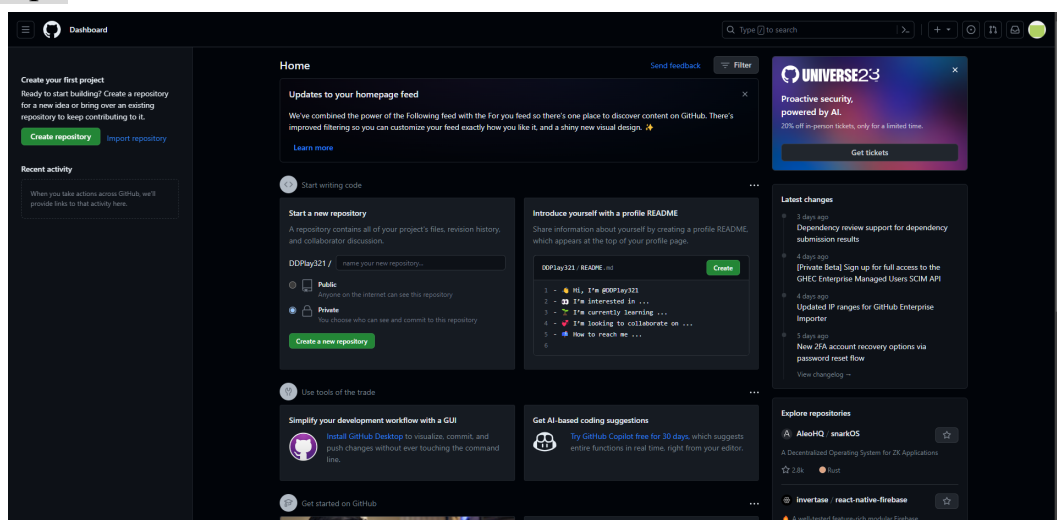 Dashboard
Type / to search
Create your first project
Ready to start building? Create a repository
for a new idea or bring over an existing
repository to keep contributing to it.
Create repository
Import repository
Recent activity
When you take actions across GitHub, we'll
provide links to that activity here.
Home
Send feedback
Filter
Updates to your homepage feed
We've combined the power of the Following feed with the For you feed so there's one place to discover content on GitHub. There's
improved filtering so you can customize your feed exactly how you like it, and a shiny new visual design. ✨
Learn more
Start writing code
Start a new repository
A repository contains all of your project's files, revision history,
and collaborator discussion.
DDPlay321 / name your new repository...
Public
Anyone on the internet can see this repository
Private
You choose who can see and commit to this repository
Create a new repository
Introduce yourself with a profile README
Share information about yourself by creating a profile README,
which appears at the top of your profile page.
DDPlay321 / README.md
Create
1 - 👋 Hi, I'm @DDPlay321
2 - 👀 I'm interested in ...
3 - 🌱 I'm currently learning ...
4 - 💞️ I'm looking to collaborate on ...
5 - 📫 How to reach me ...
6
Use tools of the trade
Simplify your development workflow with a GUI
Install GitHub Desktop to visualize, commit, and
push changes without ever touching the command
line.
Get AI-based coding suggestions
Try GitHub Copilot free for 30 days, which suggests
entire functions in real time, right from your editor.
Get started on GitHub
UNIVERSE23
Proactive security,
powered by AI.
20% off in-person tickets, only for a limited time.
Get tickets
Latest changes
3 days ago
Dependency review support for dependency
submission results
4 days ago
[Private Beta] Sign up for full access to the
GHEC Enterprise Managed Users SCIM API
4 days ago
Updated IP ranges for GitHub Enterprise
Importer
5 days ago
New 2FA account recovery options via
password reset flow
View changelog →
Explore repositories
AleoHQ / snarkOS
A Decentralized Operating System for ZK Applications
2.8k Rust
invertase / react-native-firebase
🔥 A well-tested feature-rich modular Firebase